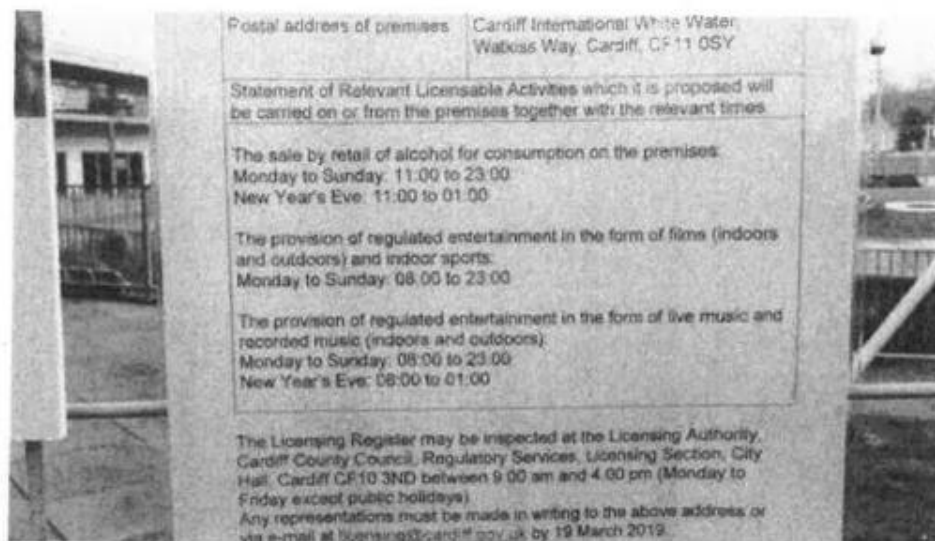 Postal address of premises
Cardiff International White Water,
Watkiss Way, Cardiff, CF11 0SY
Statement of Relevant Licensable Activities which it is proposed will
be carried on or from the premises together with the relevant times
The sale by retail of alcohol for consumption on the premises:
Monday to Sunday: 11:00 to 23:00
New Year's Eve: 11:00 to 01:00
The provision of regulated entertainment in the form of films (indoors
and outdoors) and indoor sports:
Monday to Sunday: 08:00 to 23:00
The provision of regulated entertainment in the form of live music and
recorded music (indoors and outdoors):
Monday to Sunday: 08:00 to 23:00
New Year's Eve: 08:00 to 01:00
The Licensing Register may be inspected at the Licensing Authority,
Cardiff County Council, Regulatory Services, Licensing Section, City
Hall, Cardiff CF10 3ND between 9.00 am and 4.00 pm (Monday to
Friday except public holidays)
Any representations must be made in writing to the above address or
via e-mail at licensing@cardiff.gov.uk by 19 March 2019.